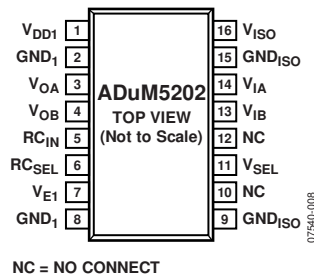 V_DD1 1 16 V_ISO
GND_1 2 15 GND_ISO
V_OA 3 14 V_IA
V_OB 4 13 V_IB
RC_IN 5 12 NC
RC_SEL 6 11 V_SEL
V_E1 7 10 NC
GND_1 8 9 GND_ISO
ADuM5202
TOP VIEW
(Not to Scale)
07540-008
NC = NO CONNECT